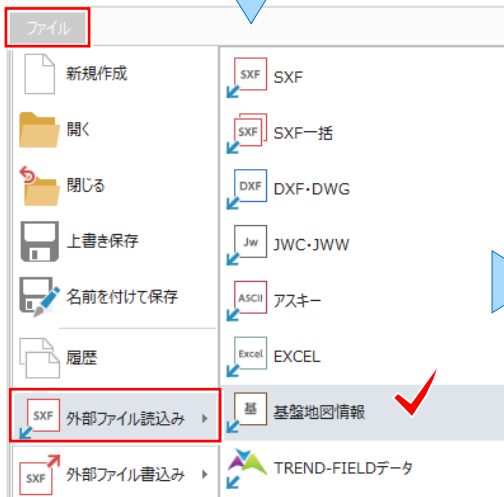 ファイル
新規作成
開く
閉じる
上書き保存
名前を付けて保存
履歴
SXF 外部ファイル読込み
SXF 外部ファイル書込み
SXF SXF
SXF SXF一括
DXF DXF・DWG
Jw JWC・JWW
ASCII アスキー
Excel EXCEL
基 基盤地図情報
TREND-FIELDデータ